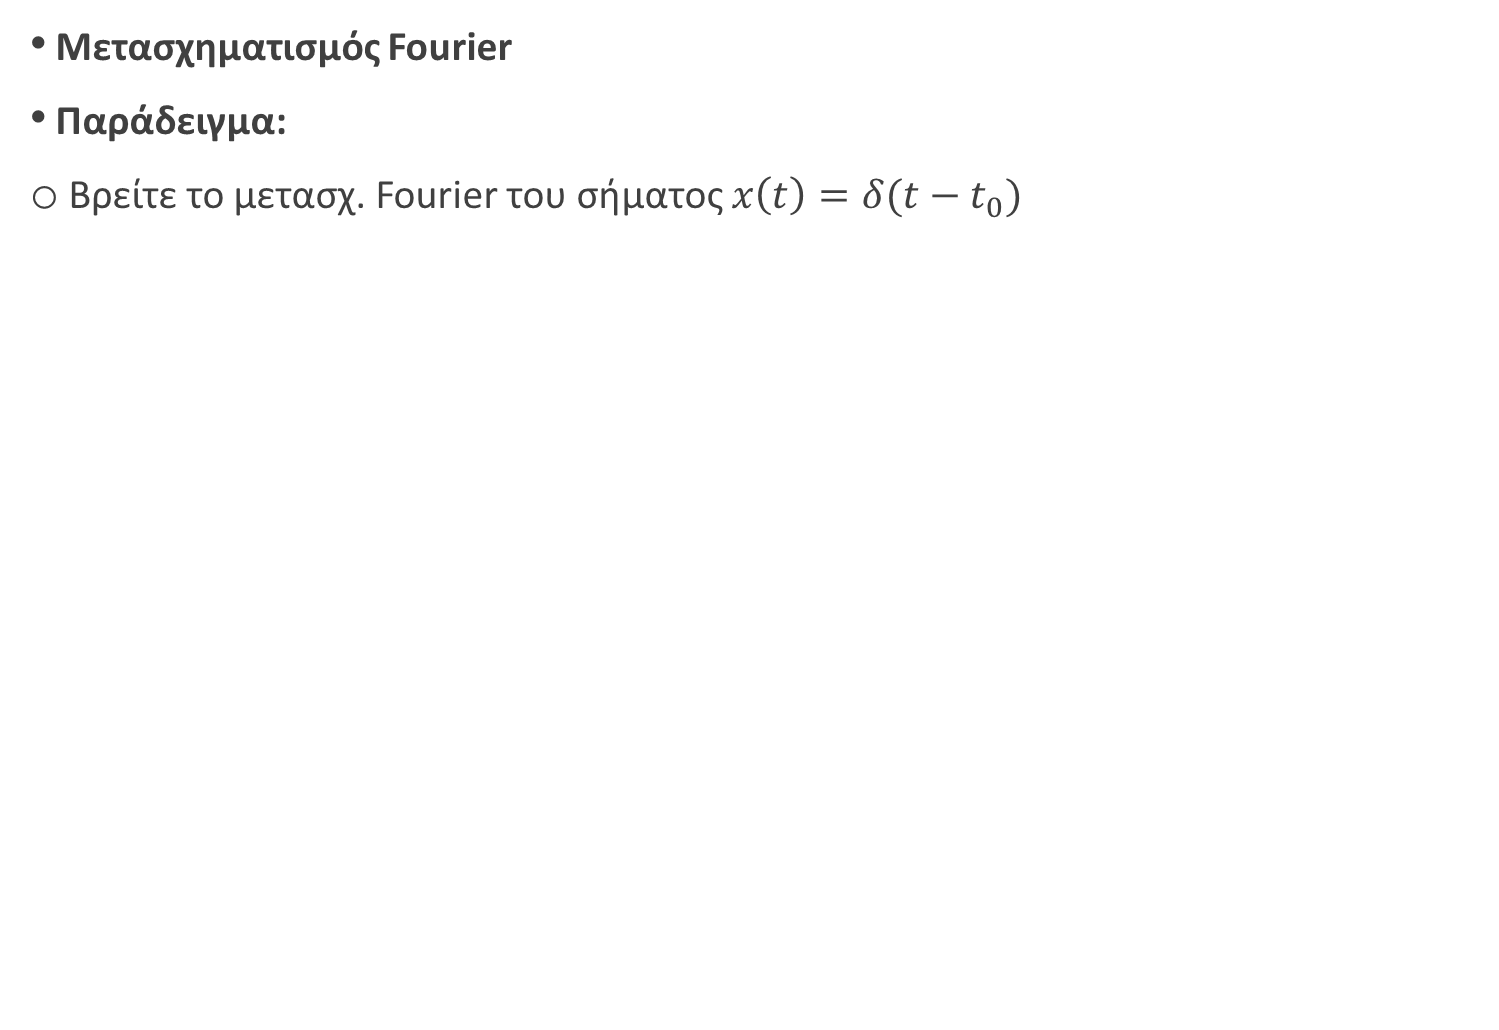 • Μετασχηματισμός Fourier
• Παράδειγμα:
○ Βρείτε το μετασχ. Fourier του σήματος 𝑥(𝑡) = 𝛿(𝑡 − 𝑡₀)